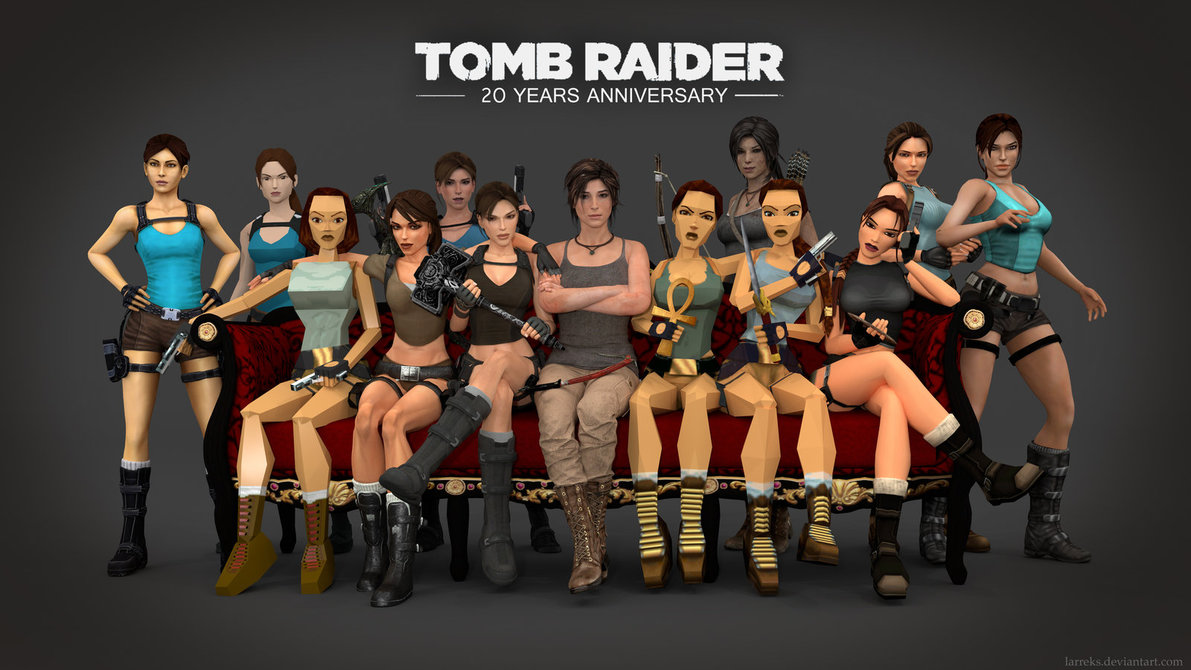 TOMB RAIDER
20 YEARS ANNIVERSARY
larreks.deviantart.com